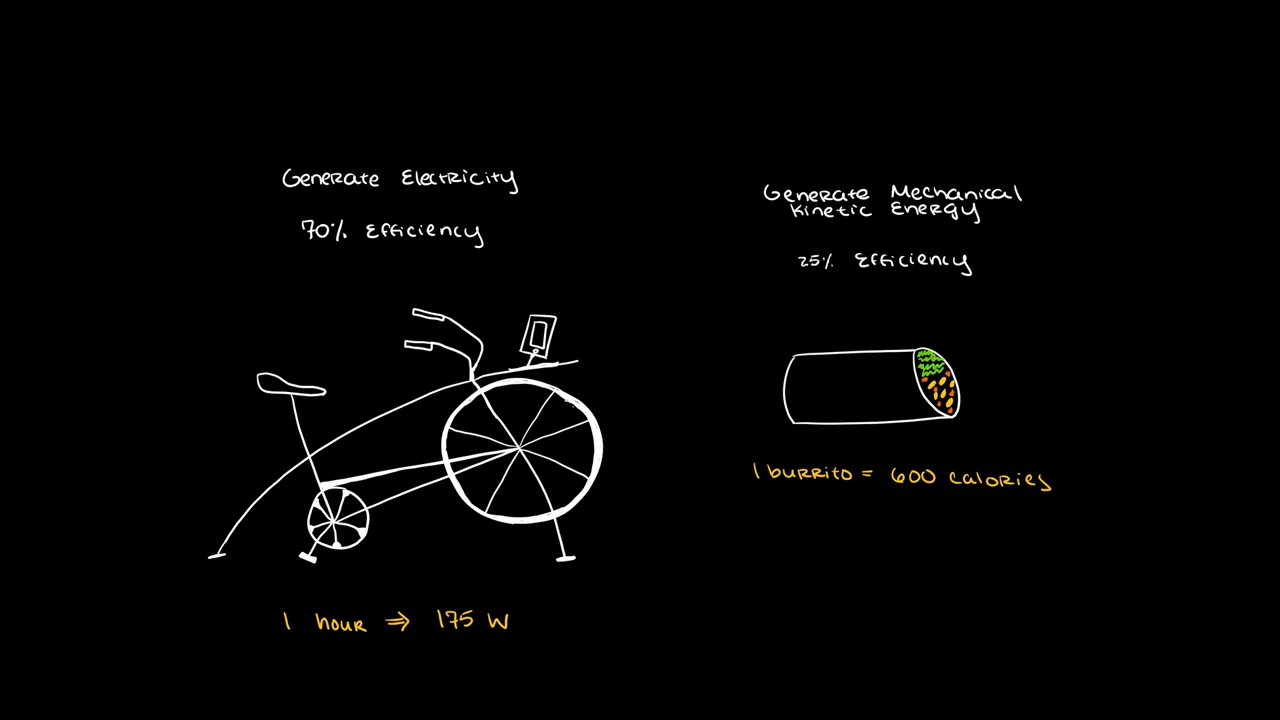 Generate Electricity
70% Efficiency
1 hour ⇒ 175 W
Generate Mechanical
Kinetic Energy
25% Efficiency
1 burrito = 600 calories